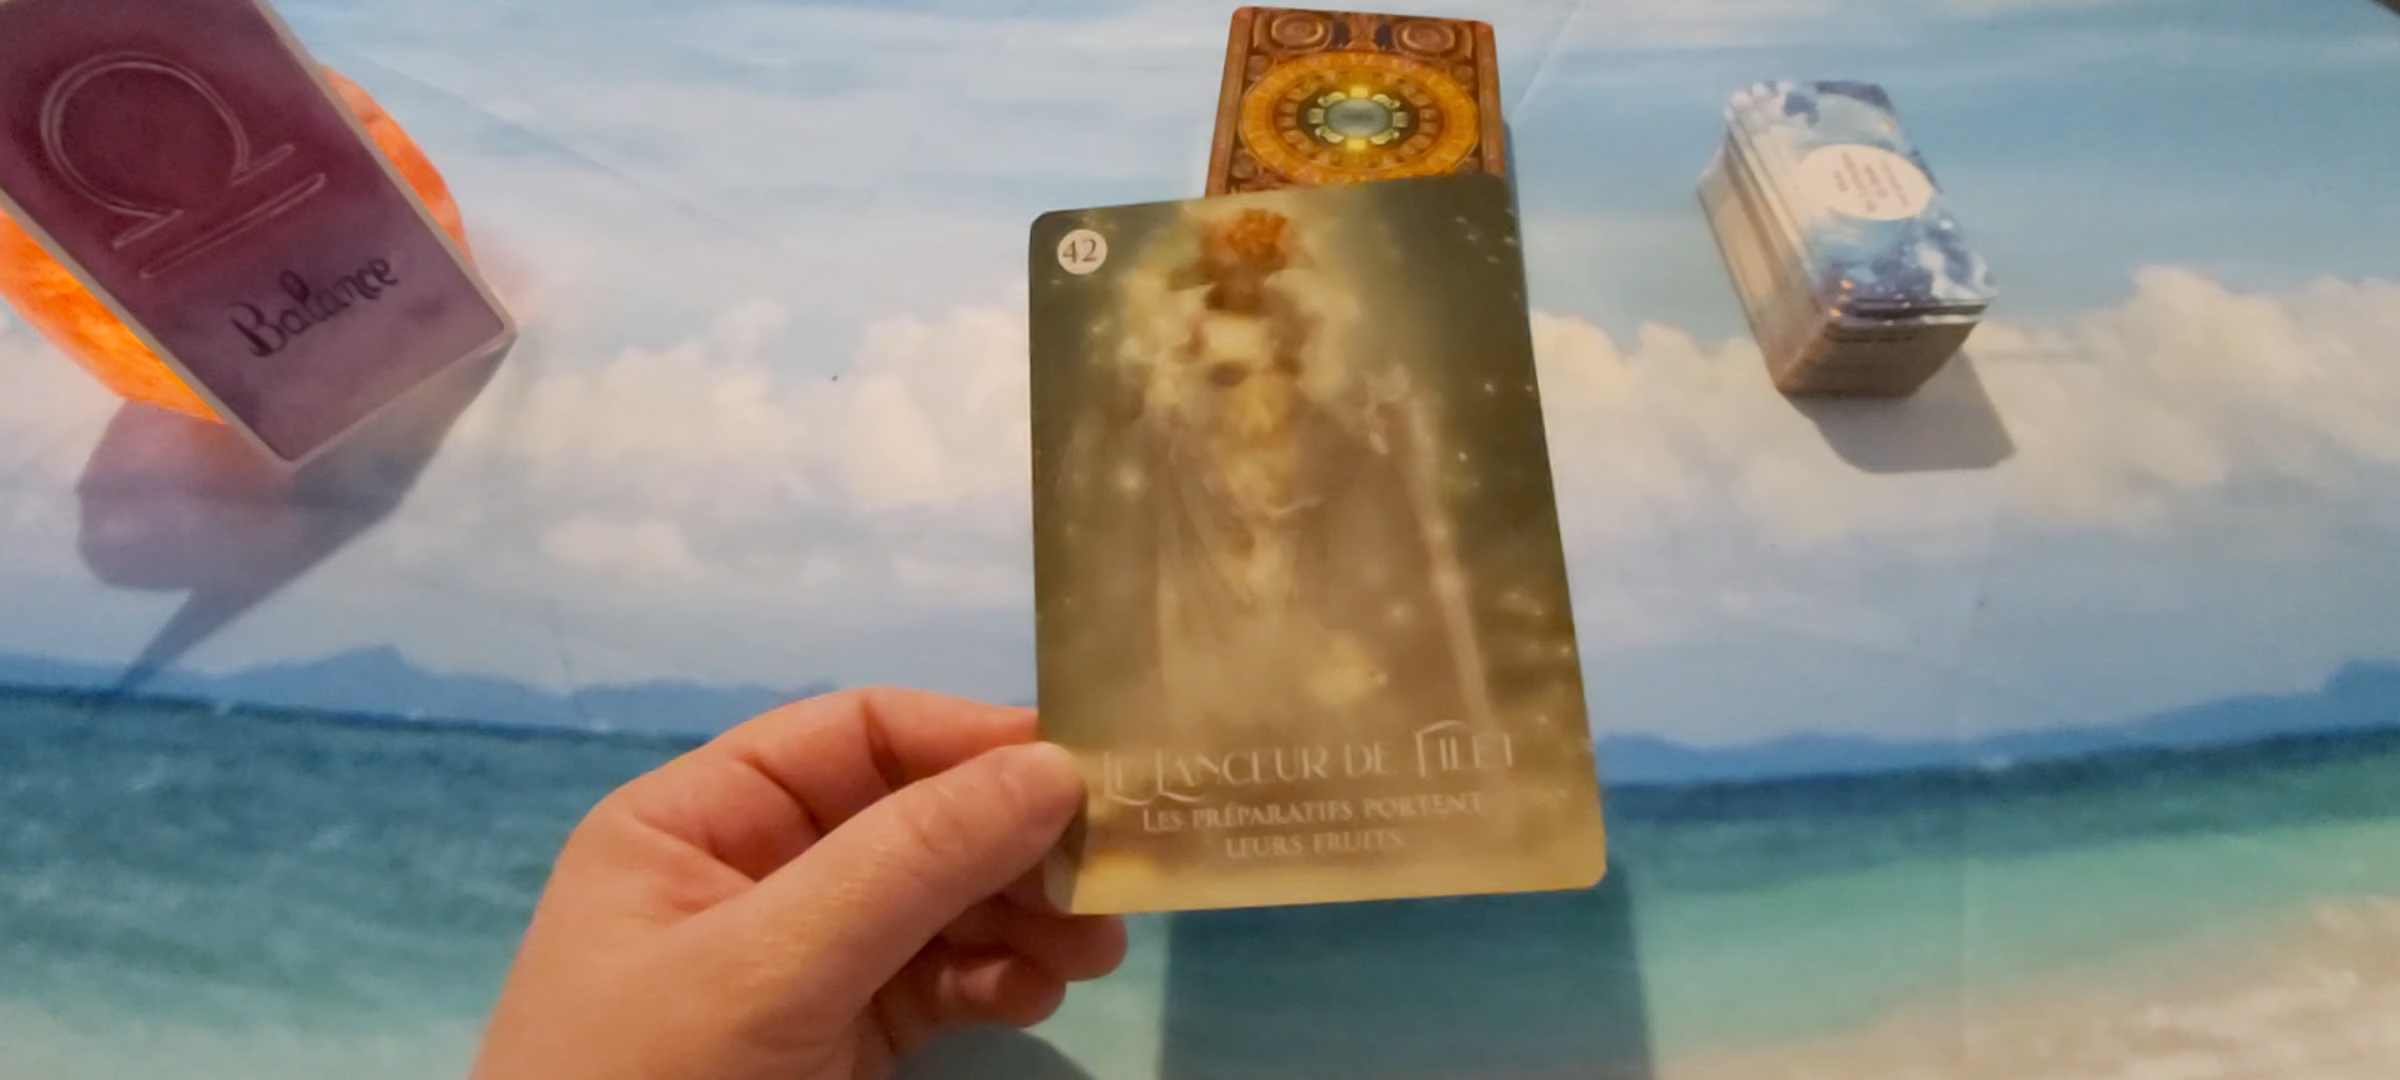 Balance
42
Le Lanceur de Filet
Les préparatifs portent
leurs fruits.